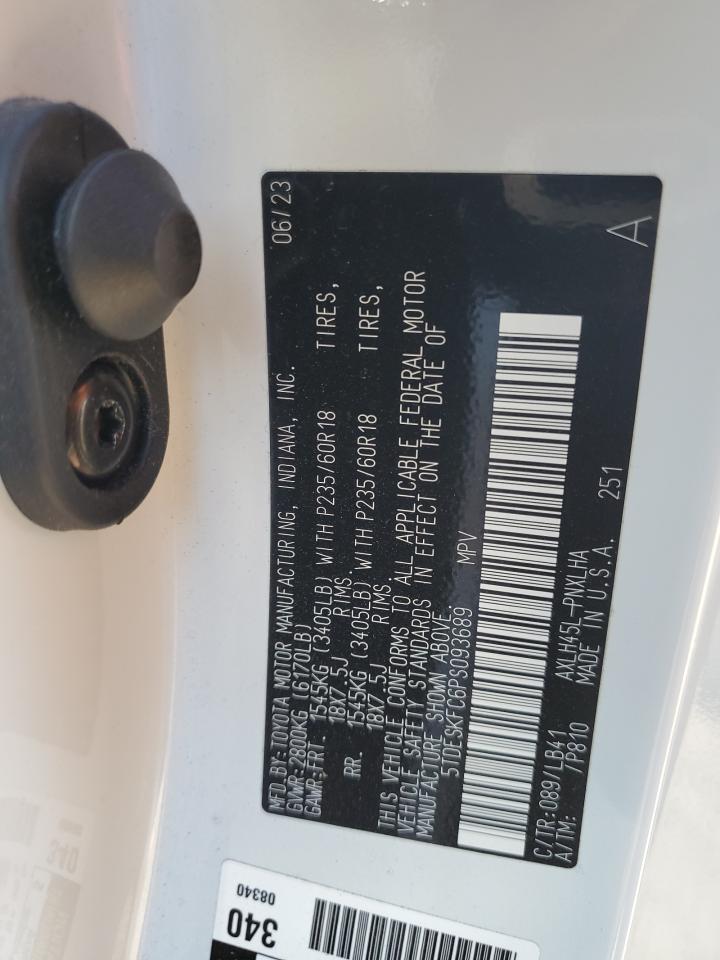 MFD.BY:TOYOTA MOTOR MANUFACTURING, INDIANA, INC. 06/23
GVWR:2800KG (6170LB)
GAWR:FRT. 1545KG (3405LB) WITH P235/60R18 TIRES,
18X7.5J RIMS.
RR. 1545KG (3405LB) WITH P235/60R18 TIRES,
18X7.5J RIMS.
THIS VEHICLE CONFORMS TO ALL APPLICABLE FEDERAL MOTOR
VEHICLE SAFETY STANDARDS IN EFFECT ON THE DATE OF
MANUFACTURE SHOWN ABOVE.
5TDESKFC6PS093689 MPV
C/TR:089/LB41 AXLH45L-PNXLHA
A/TM: /P810 MADE IN U.S.A. 251
A
340
08340